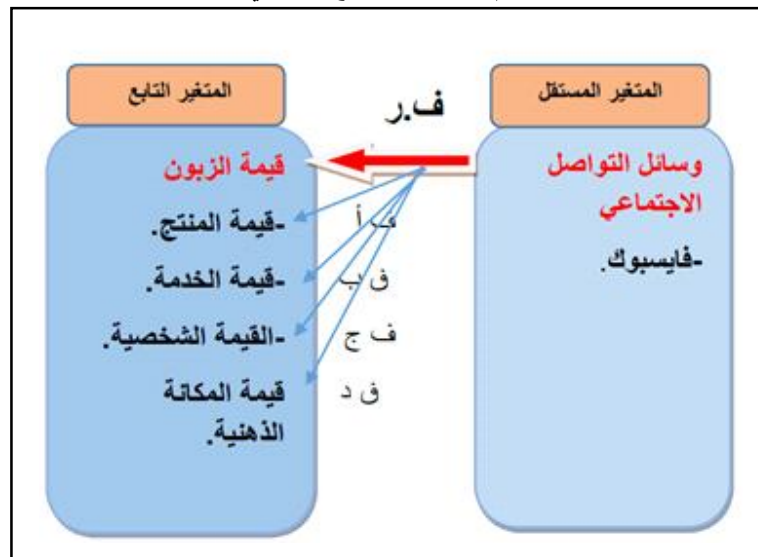 المتغير المستقل
المتغير التابع
ف.ر
وسائل التواصل
الاجتماعي
-فايسبوك.
قيمة الزبون
-قيمة المنتج.
-قيمة الخدمة.
-القيمة الشخصية.
قيمة المكانة
الذهنية.
ف أ
ف ب
ف ج
ف د